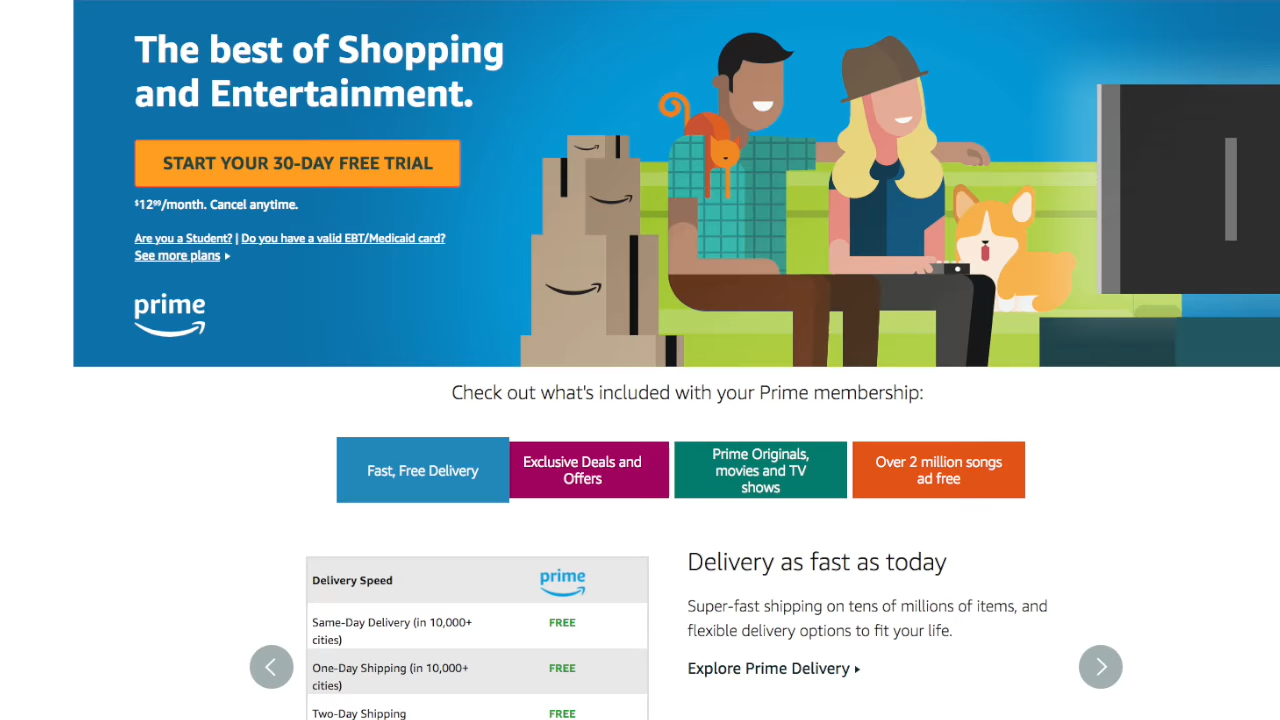 The best of Shopping
and Entertainment.
START YOUR 30-DAY FREE TRIAL
$12⁹⁹/month. Cancel anytime.
Are you a Student? | Do you have a valid EBT/Medicaid card?
See more plans ▸
prime
Check out what's included with your Prime membership:
Fast, Free Delivery
Exclusive Deals and
Offers
Prime Originals,
movies and TV
shows
Over 2 million songs
ad free
Delivery Speed
prime
Same-Day Delivery (in 10,000+
cities)
FREE
One-Day Shipping (in 10,000+
cities)
FREE
Two-Day Shipping
FREE
Delivery as fast as today
Super-fast shipping on tens of millions of items, and
flexible delivery options to fit your life.
Explore Prime Delivery ▸